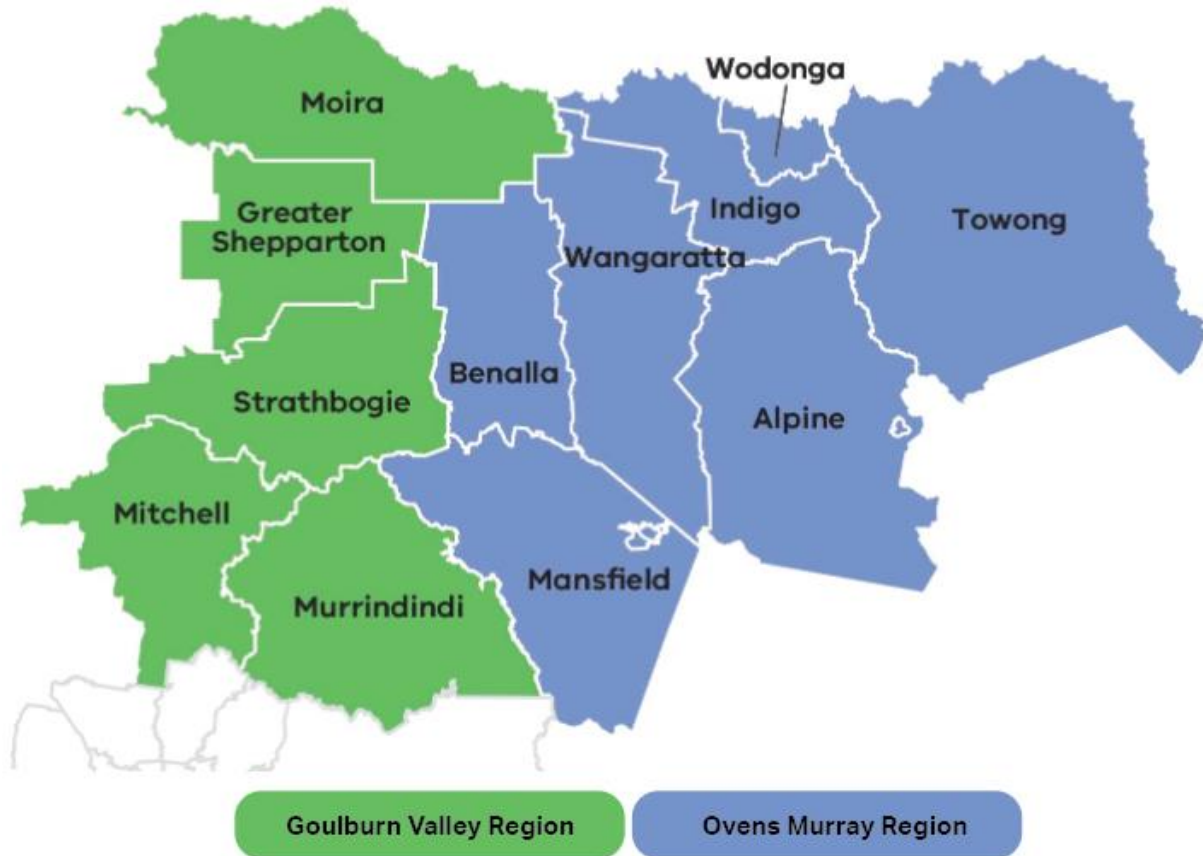 Wodonga
Moira
Greater
Shepparton
Indigo
Towong
Wangaratta
Benalla
Strathbogie
Alpine
Mitchell
Mansfield
Murrindindi
Goulburn Valley Region
Ovens Murray Region